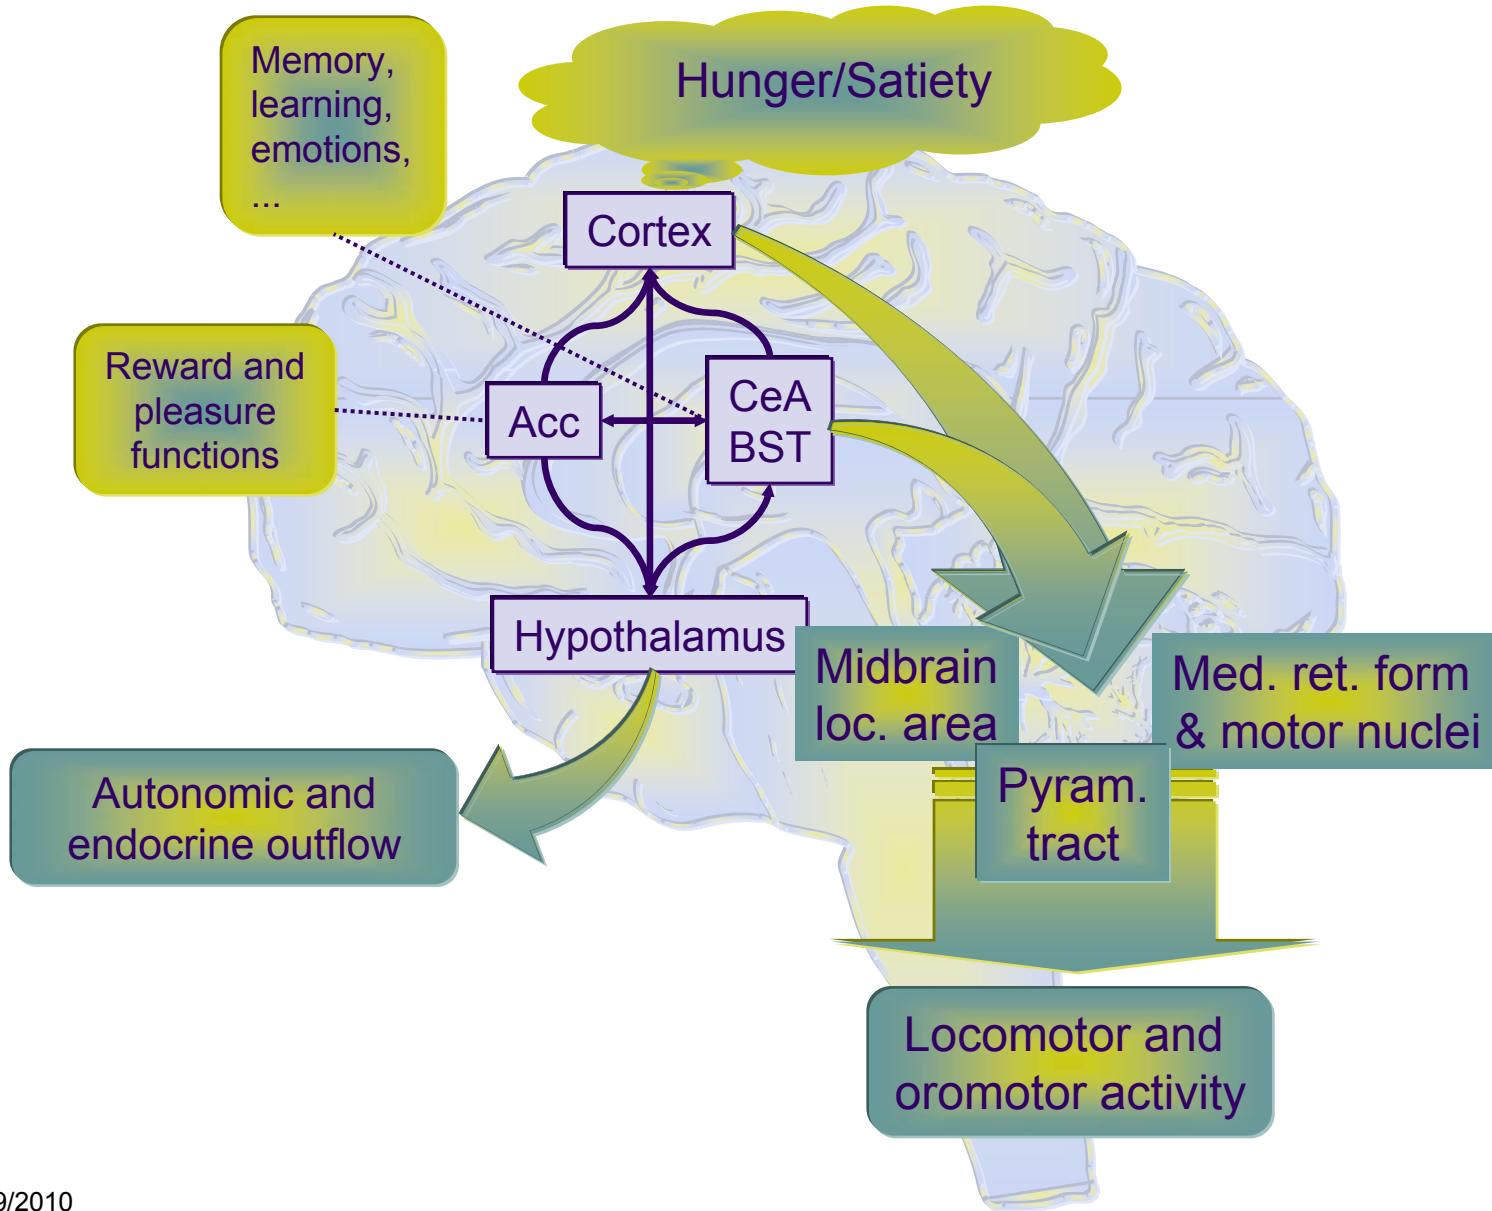 Memory,
learning,
emotions,
...
Hunger/Satiety
Cortex
Reward and
pleasure
functions
Acc
CeA
BST
Hypothalamus
Midbrain
loc. area
Med. ret. form
& motor nuclei
Pyram.
tract
Autonomic and
endocrine outflow
Locomotor and
oromotor activity
9/2010